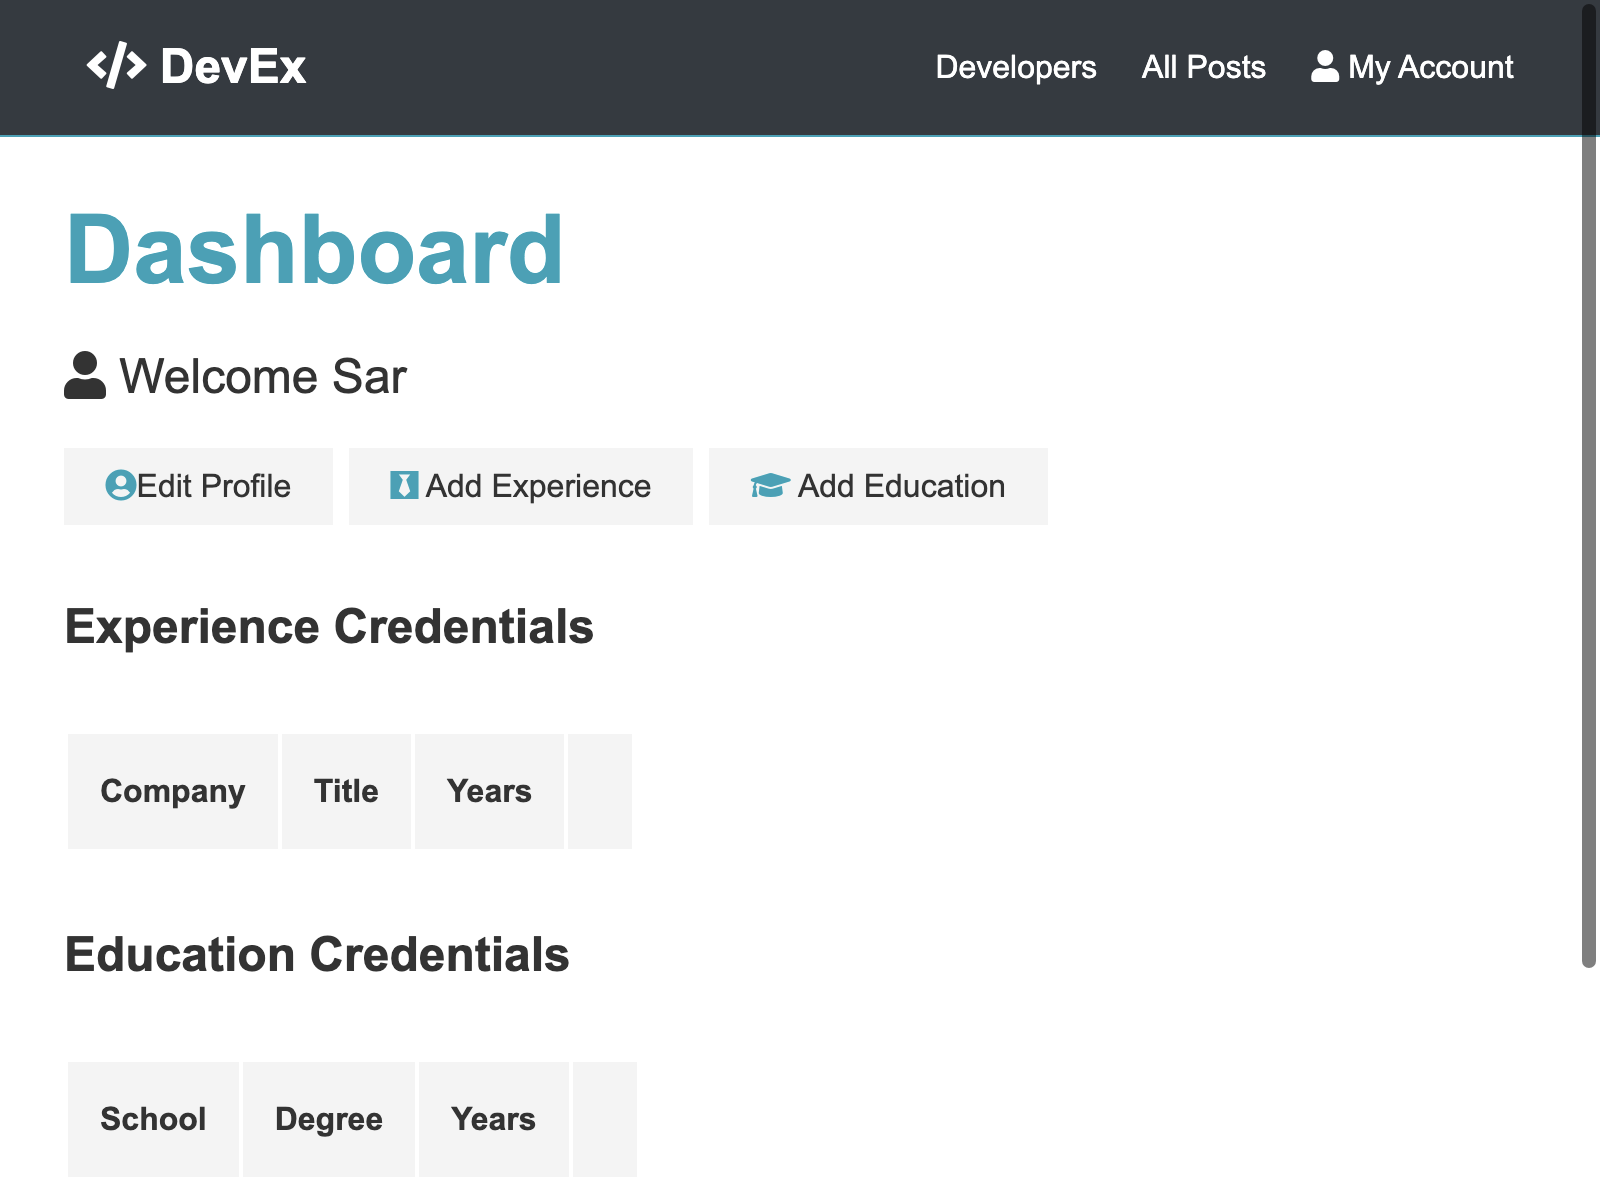 DevEx Developers All Posts My Account
Dashboard
Welcome Sar
Edit Profile Add Experience Add Education
Experience Credentials
Company Title Years
Education Credentials
School Degree Years